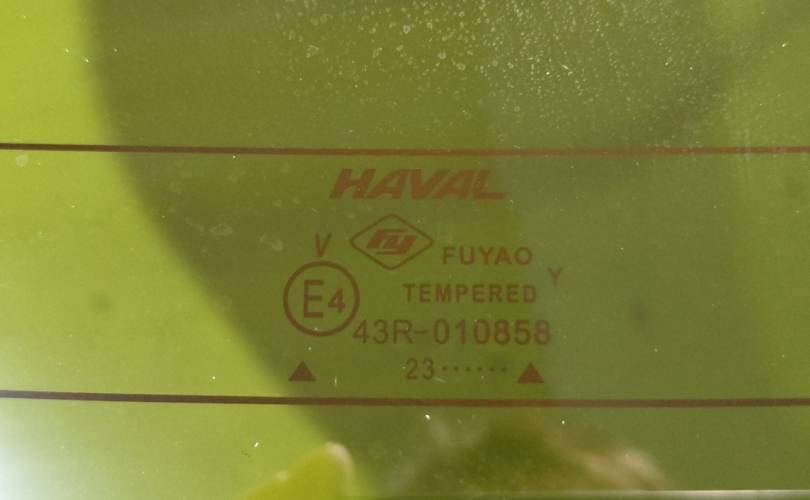 HAVAL
V FY FUYAO
E4 TEMPERED Y
43R-010858
23······